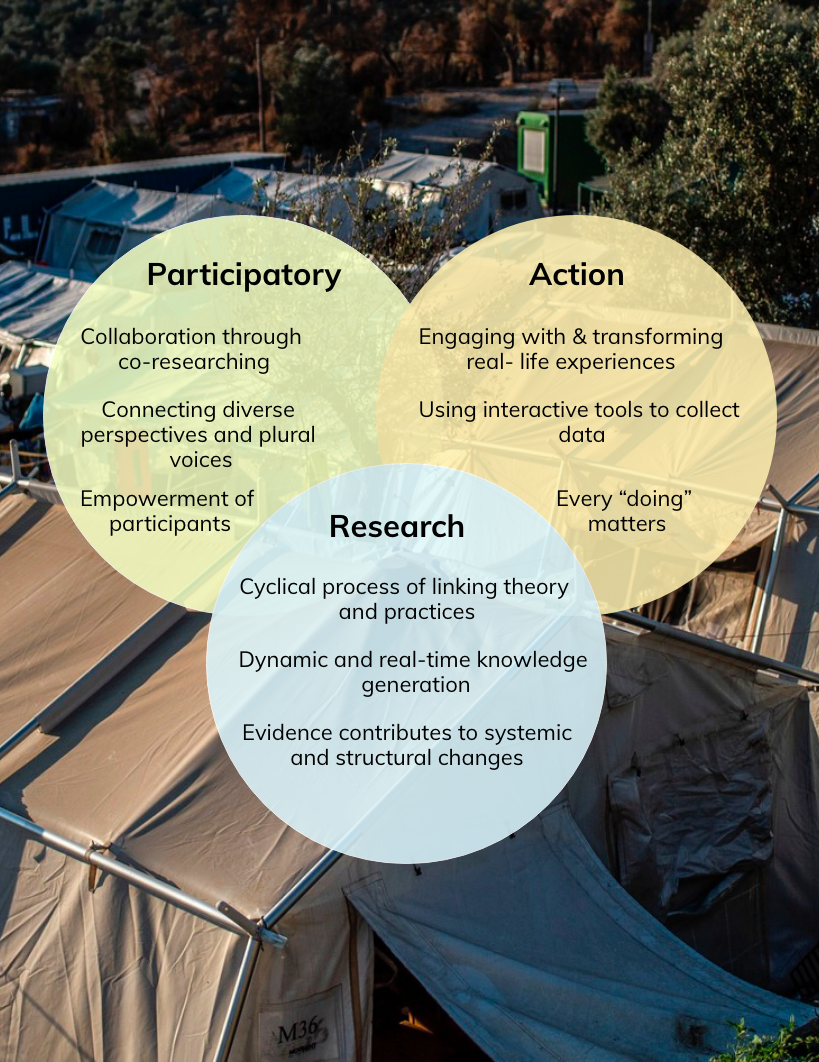 Participatory
Collaboration through
co-researching
Connecting diverse
perspectives and plural
voices
Empowerment of
participants
Action
Engaging with & transforming
real- life experiences
Using interactive tools to collect
data
Every “doing”
matters
Research
Cyclical process of linking theory
and practices
Dynamic and real-time knowledge
generation
Evidence contributes to systemic
and structural changes
M36